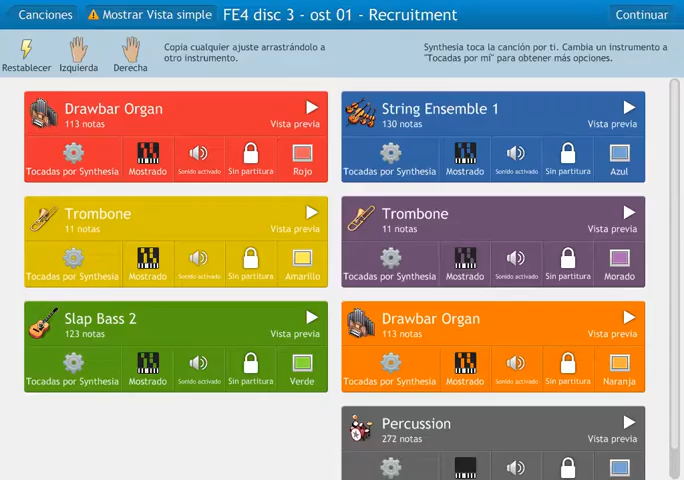 Canciones
Mostrar Vista simple
FE4 disc 3 - ost 01 - Recruitment
Continuar
Restablecer
Izquierda
Derecha
Copia cualquier ajuste arrastrándolo a
otro instrumento.
Synthesia toca la canción por ti. Cambia un instrumento a
"Tocadas por mí" para obtener más opciones.
Drawbar Organ
113 notas
Vista previa
Tocadas por Synthesia
Mostrado
Sonido activado
Sin partitura
Rojo
String Ensemble 1
130 notas
Vista previa
Tocadas por Synthesia
Mostrado
Sonido activado
Sin partitura
Azul
Trombone
11 notas
Vista previa
Tocadas por Synthesia
Mostrado
Sonido activado
Sin partitura
Amarillo
Trombone
11 notas
Vista previa
Tocadas por Synthesia
Mostrado
Sonido activado
Sin partitura
Morado
Slap Bass 2
123 notas
Vista previa
Tocadas por Synthesia
Mostrado
Sonido activado
Sin partitura
Verde
Drawbar Organ
113 notas
Vista previa
Tocadas por Synthesia
Mostrado
Sonido activado
Sin partitura
Naranja
Percussion
272 notas
Vista previa